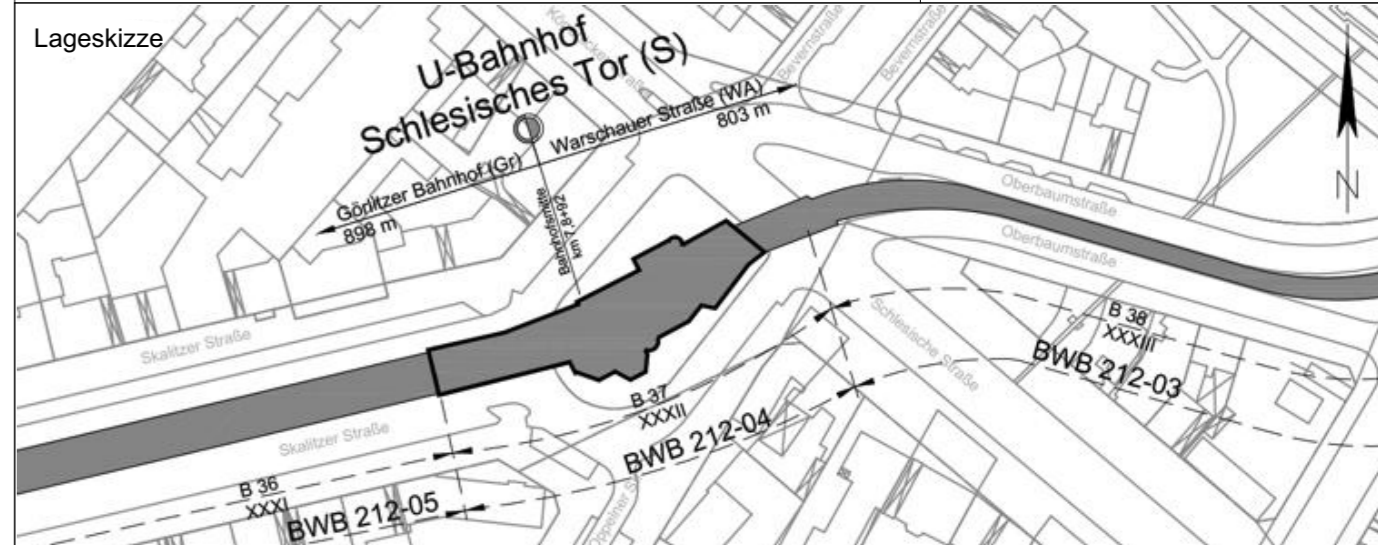 Lageskizze
U-Bahnhof
Schlesisches Tor (S)
Bevernstraße
Bevernstraße
Görlitzer Bahnhof (Gr)
898 m
Warschauer Straße (WA)
803 m
Bahnhofsmitte
km 7,8+92
N
Oberbaumstraße
Oberbaumstraße
Skalitzer Straße
Skalitzer Straße
Schlesische Straße
B 38
XXXIII
BWB 212-03
B 37
XXXII
BWB 212-04
B 36
XXXI
BWB 212-05
Oppelner